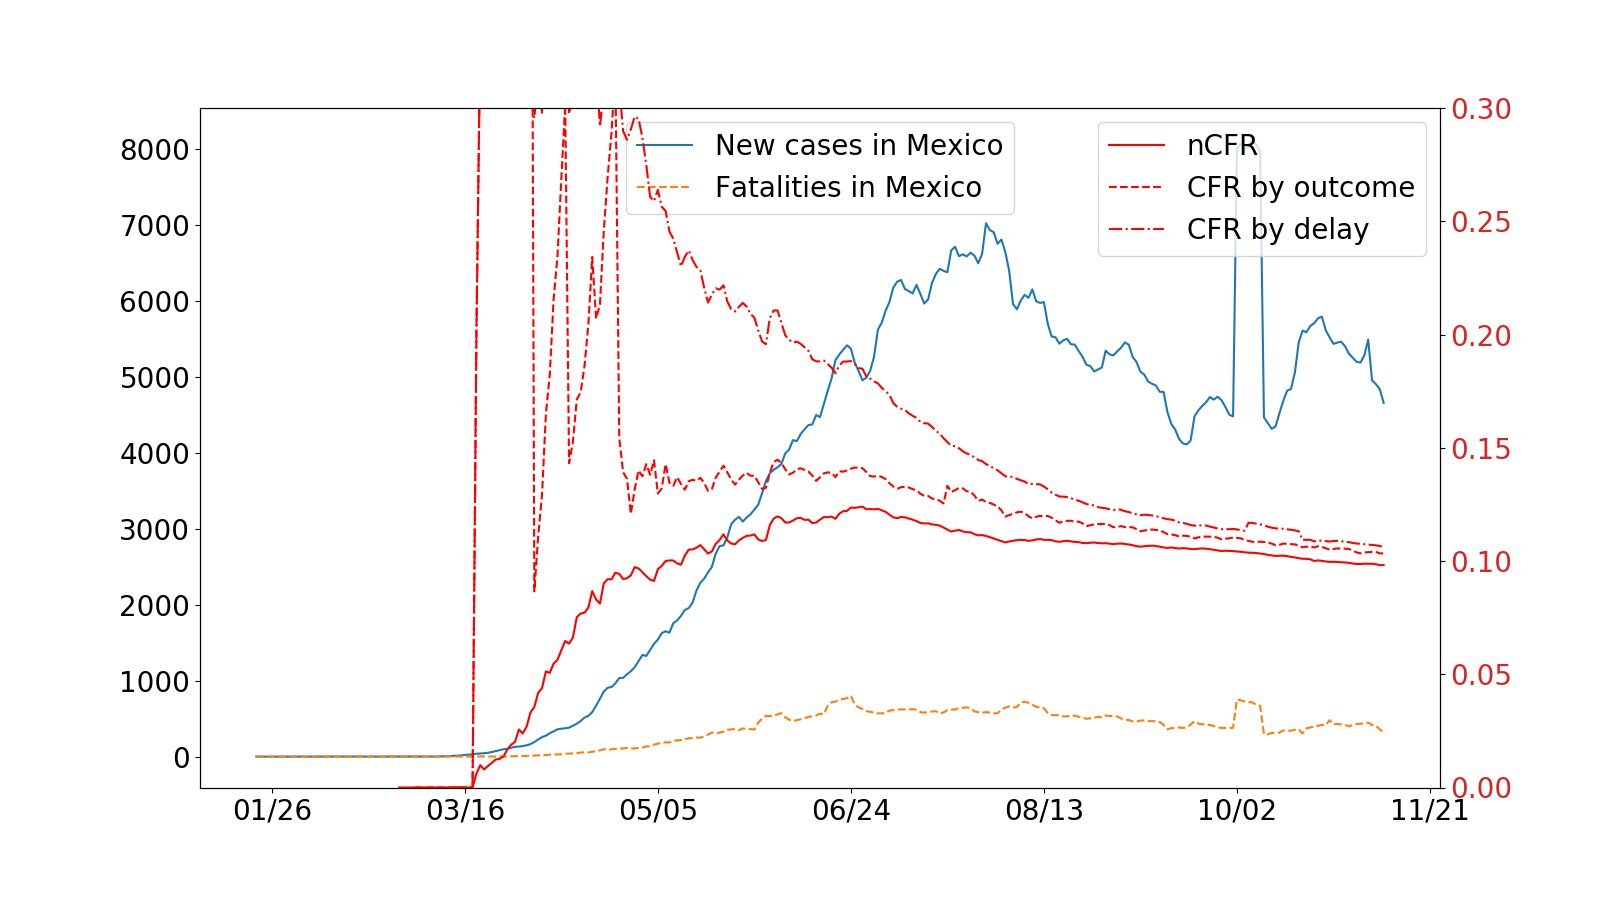 New cases in Mexico
Fatalities in Mexico
nCFR
CFR by outcome
CFR by delay
8000
7000
6000
5000
4000
3000
2000
1000
0
0.30
0.25
0.20
0.15
0.10
0.05
0.00
01/26 03/16 05/05 06/24 08/13 10/02 11/21